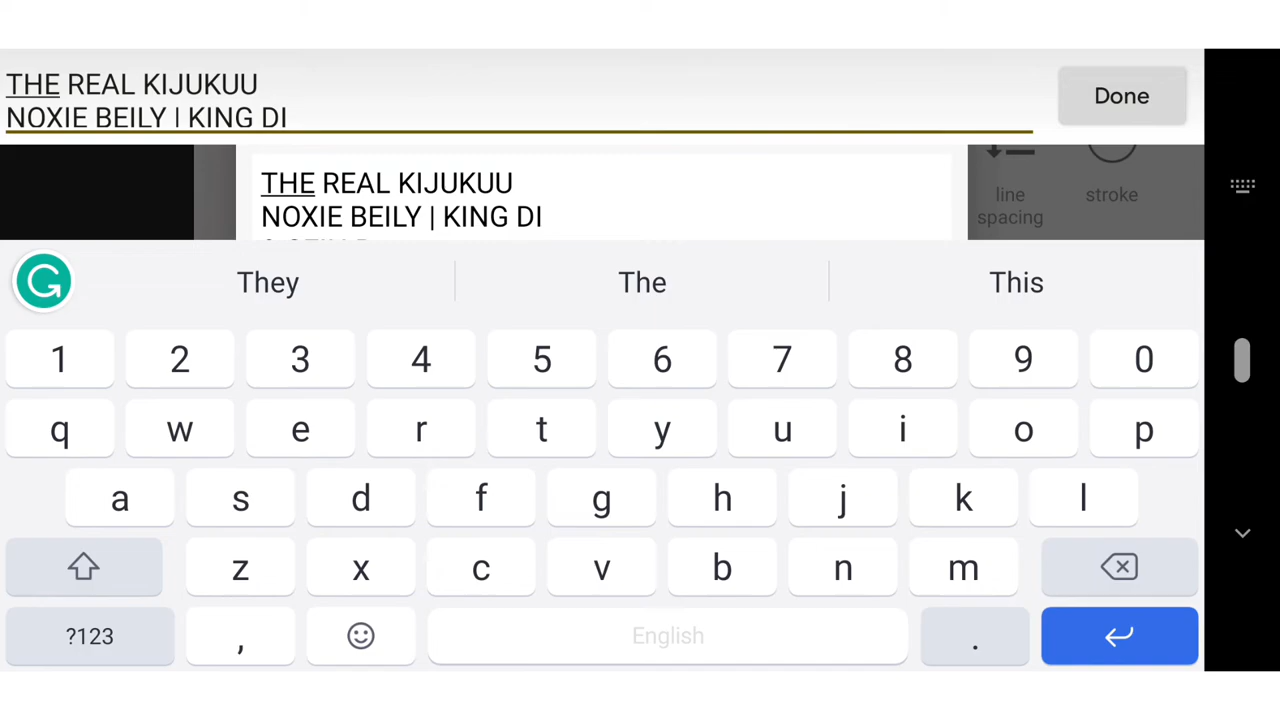 THE REAL KIJUKUU
NOXIE BEILY | KING DI
Done
THE REAL KIJUKUU
NOXIE BEILY | KING DI
line
spacing
stroke
They The This
1 2 3 4 5 6 7 8 9 0
q w e r t y u i o p
a s d f g h j k l
z x c v b n m
?123 , English .